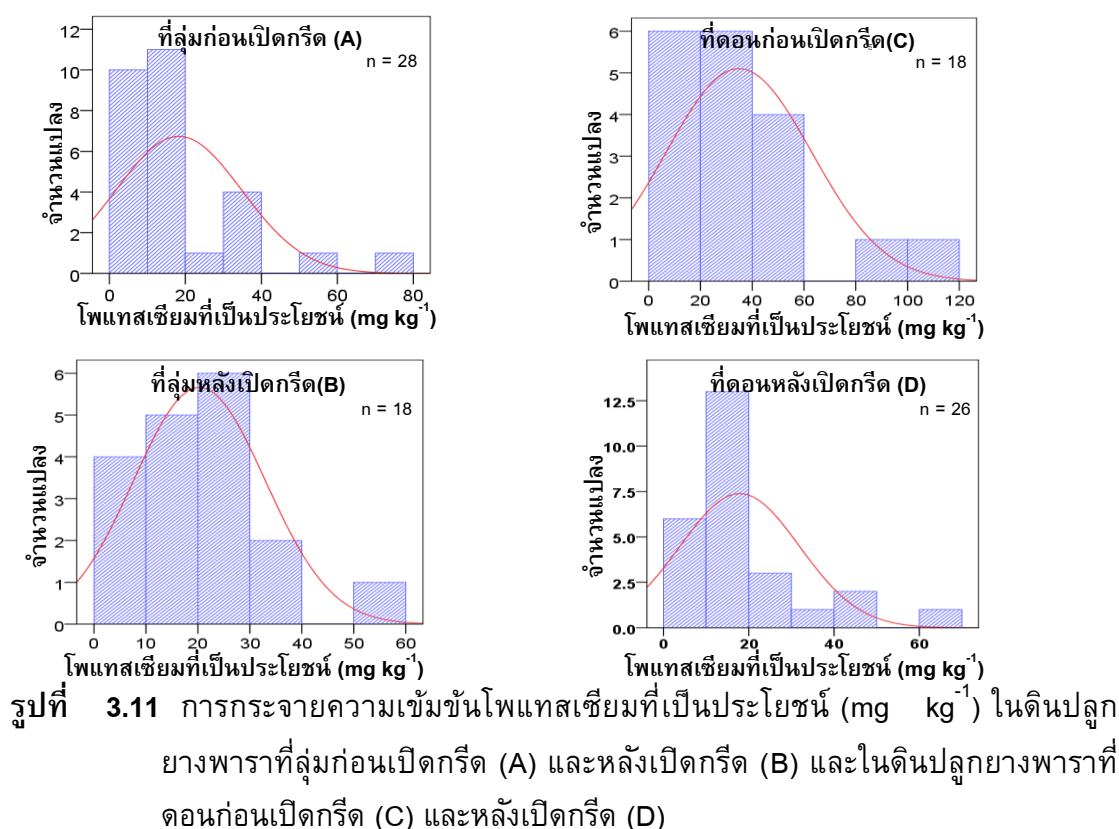 ที่ลุ่มก่อนเปิดกรีด (A)
n = 28
จำนวนแปลง
12
10
8
6
4
2
0
0 20 40 60 80
โพแทสเซียมที่เป็นประโยชน์ (mg kg-1)
ที่ดอนก่อนเปิดกรีด(C)
n = 18
จำนวนแปลง
6
5
4
3
2
1
0
0 20 40 60 80 100 120
โพแทสเซียมที่เป็นประโยชน์ (mg kg-1)
ที่ลุ่มหลังเปิดกรีด(B)
n = 18
จำนวนแปลง
6
5
4
3
2
1
0
0 10 20 30 40 50 60
โพแทสเซียมที่เป็นประโยชน์ (mg kg-1)
ที่ดอนหลังเปิดกรีด (D)
n = 26
จำนวนแปลง
12.5
10.0
7.5
5.0
2.5
0.0
0 20 40 60
โพแทสเซียมที่เป็นประโยชน์ (mg kg-1)
รูปที่ 3.11 การกระจายความเข้มข้นโพแทสเซียมที่เป็นประโยชน์ (mg kg-1) ในดินปลูก
ยางพาราที่ลุ่มก่อนเปิดกรีด (A) และหลังเปิดกรีด (B) และในดินปลูกยางพาราที่
ดอนก่อนเปิดกรีด (C) และหลังเปิดกรีด (D)